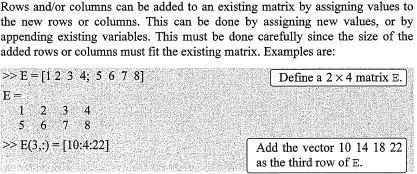 Rows and/or columns can be added to an existing matrix by assigning values to
the new rows or columns. This can be done by assigning new values, or by
appending existing variables. This must be done carefully since the size of the
added rows or columns must fit the existing matrix. Examples are:
>> E = [1 2 3 4; 5 6 7 8]
Define a 2 × 4 matrix E.
E =
1 2 3 4
5 6 7 8
>> E(3,:) = [10:4:22]
Add the vector 10 14 18 22
as the third row of E.